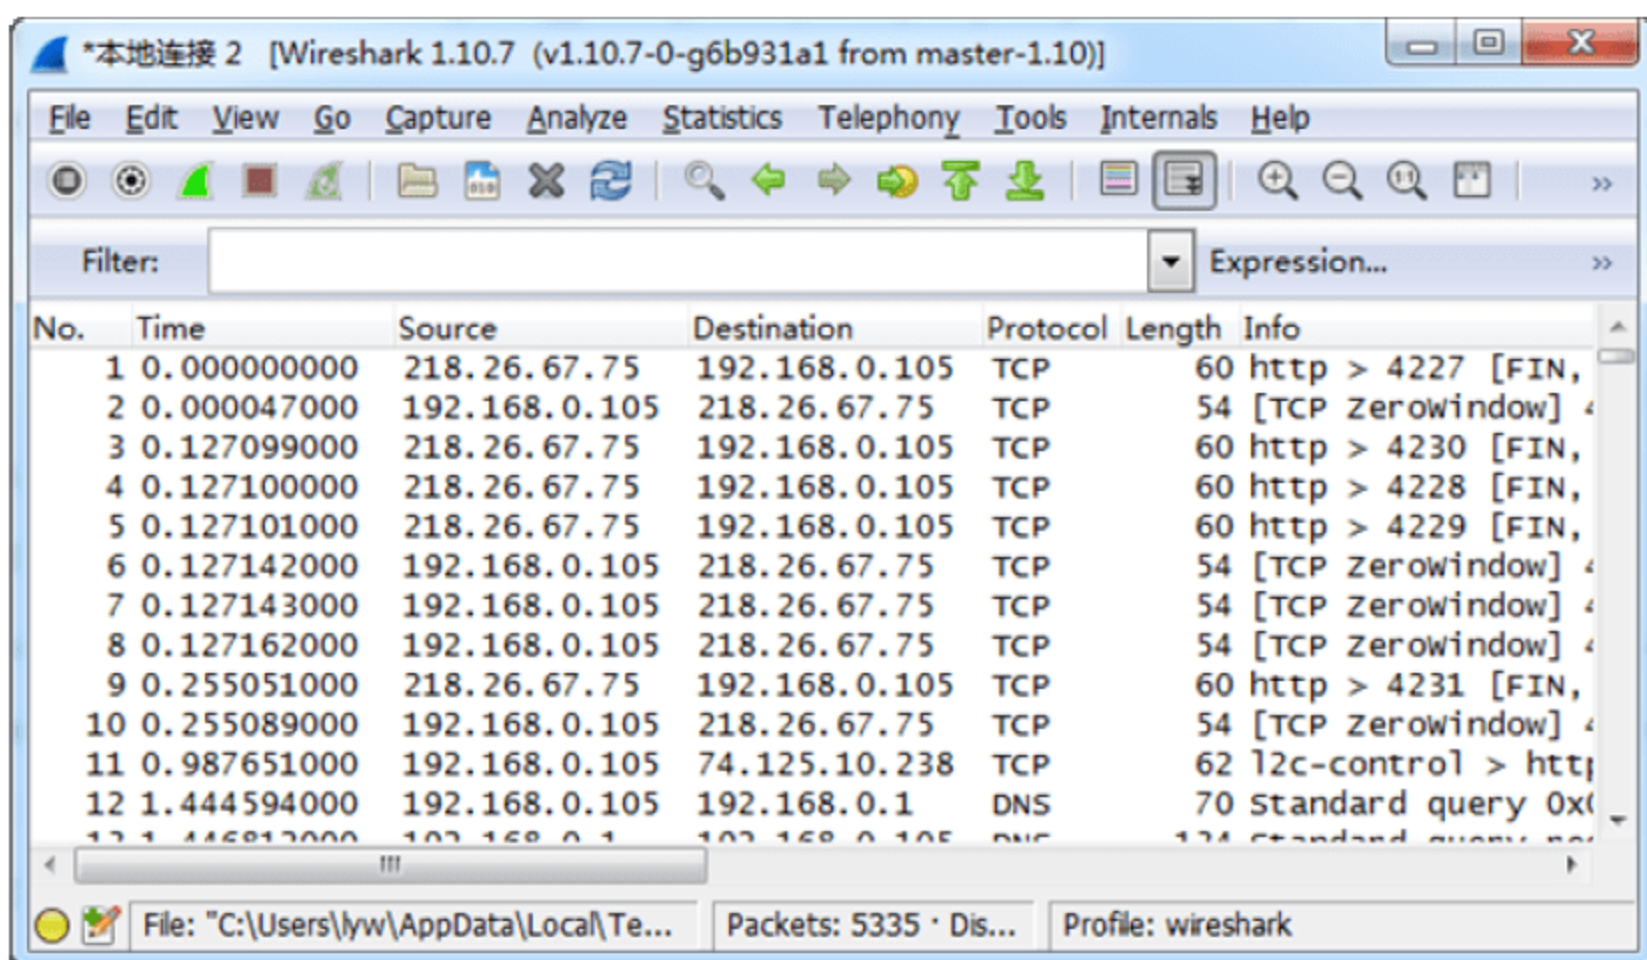 *本地连接 2 [Wireshark 1.10.7 (v1.10.7-0-g6b931a1 from master-1.10)]
File Edit View Go Capture Analyze Statistics Telephony Tools Internals Help
Filter: Expression... »
No. Time Source Destination Protocol Length Info
1 0.000000000 218.26.67.75 192.168.0.105 TCP 60 http > 4227 [FIN,
2 0.000047000 192.168.0.105 218.26.67.75 TCP 54 [TCP ZeroWindow]
3 0.127099000 218.26.67.75 192.168.0.105 TCP 60 http > 4230 [FIN,
4 0.127100000 218.26.67.75 192.168.0.105 TCP 60 http > 4228 [FIN,
5 0.127101000 218.26.67.75 192.168.0.105 TCP 60 http > 4229 [FIN,
6 0.127142000 192.168.0.105 218.26.67.75 TCP 54 [TCP ZeroWindow]
7 0.127143000 192.168.0.105 218.26.67.75 TCP 54 [TCP ZeroWindow]
8 0.127162000 192.168.0.105 218.26.67.75 TCP 54 [TCP ZeroWindow]
9 0.255051000 218.26.67.75 192.168.0.105 TCP 60 http > 4231 [FIN,
10 0.255089000 192.168.0.105 218.26.67.75 TCP 54 [TCP ZeroWindow]
11 0.987651000 192.168.0.105 74.125.10.238 TCP 62 l2c-control > http
12 1.444594000 192.168.0.105 192.168.0.1 DNS 70 Standard query 0x
File: "C:\Users\lyw\AppData\Local\Te... Packets: 5335 · Dis... Profile: wireshark